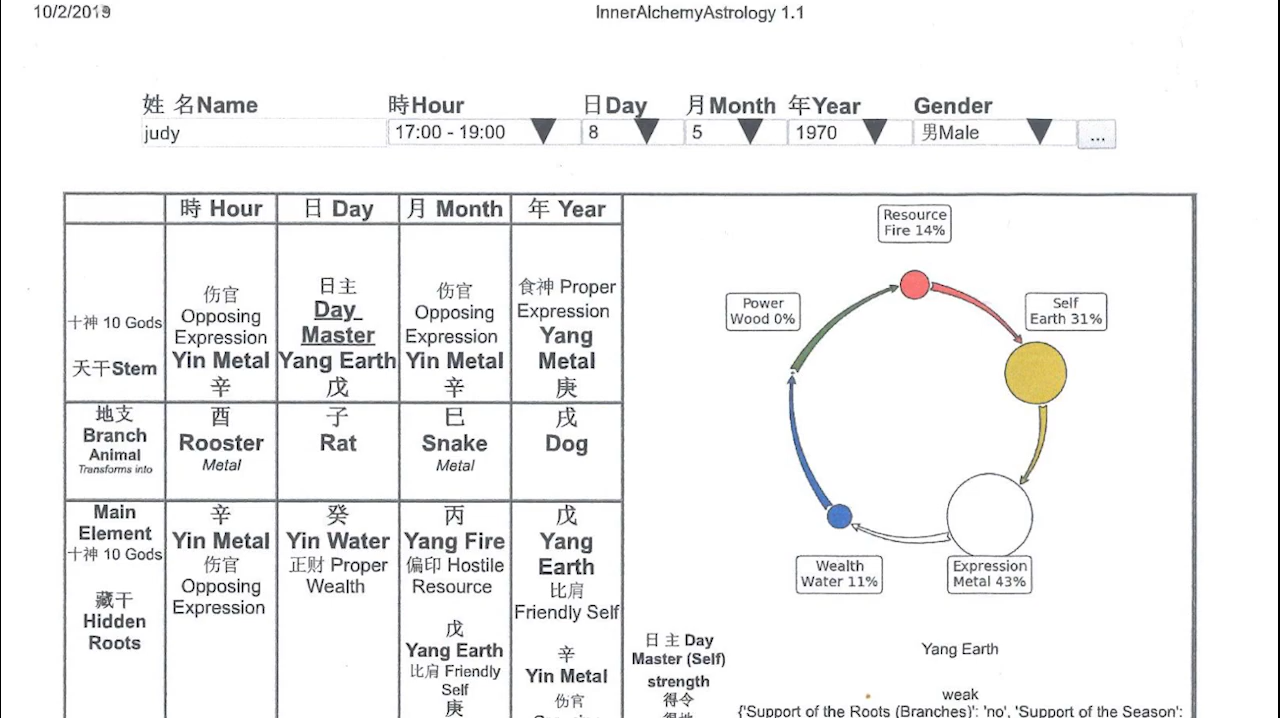 10/2/2019
InnerAlchemyAstrology 1.1
姓 名Name 時Hour 日Day 月Month 年Year Gender
judy 17:00 - 19:00 8 5 1970 男Male ...
時 Hour 日 Day 月 Month 年 Year
十神 10 Gods
天干Stem
伤官
Opposing
Expression
Yin Metal
辛
日主
Day
Master
Yang Earth
戊
伤官
Opposing
Expression
Yin Metal
辛
食神 Proper
Expression
Yang
Metal
庚
地支
Branch
Animal
Transforms into
酉
Rooster
Metal
子
Rat
巳
Snake
Metal
戌
Dog
Main
Element
十神 10 Gods
藏干
Hidden
Roots
辛
Yin Metal
伤官
Opposing
Expression
癸
Yin Water
正财 Proper
Wealth
丙
Yang Fire
偏印 Hostile
Resource
戊
Yang Earth
比肩 Friendly
Self
庚
戊
Yang
Earth
比肩
Friendly Self
辛
Yin Metal
伤官
Resource
Fire 14%
Power
Wood 0%
Self
Earth 31%
Wealth
Water 11%
Expression
Metal 43%
日 主 Day
Master (Self)
strength
得令
Yang Earth
weak
{'Support of the Roots (Branches)': 'no', 'Support of the Season':